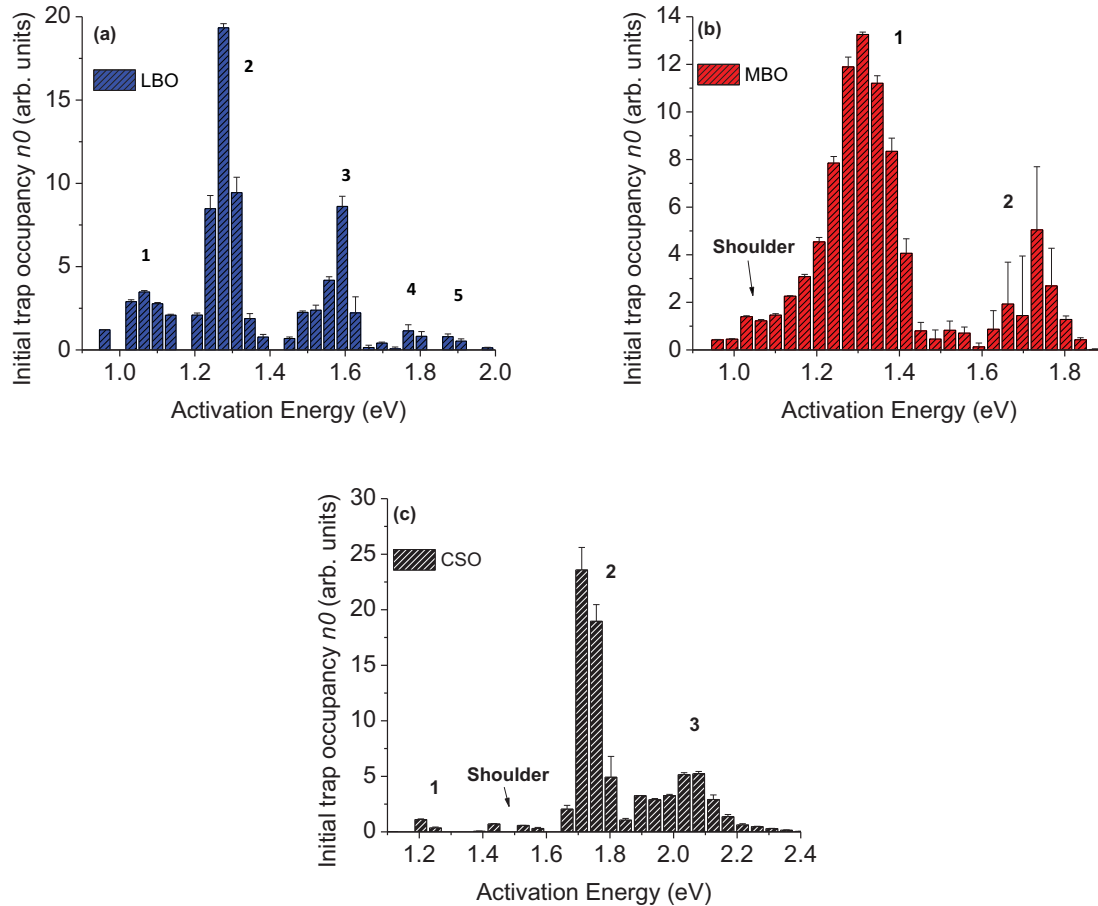 (a)
LBO
1
2
3
4
5
20
15
10
5
0
1.0 1.2 1.4 1.6 1.8 2.0
Initial trap occupancy n0 (arb. units)
Activation Energy (eV)
(b)
MBO
1
2
Shoulder
14
12
10
8
6
4
2
0
1.0 1.2 1.4 1.6 1.8
Initial trap occupancy n0 (arb. units)
Activation Energy (eV)
(c)
CSO
1
Shoulder
2
3
30
25
20
15
10
5
0
1.2 1.4 1.6 1.8 2.0 2.2 2.4
Initial trap occupancy n0 (arb. units)
Activation Energy (eV)